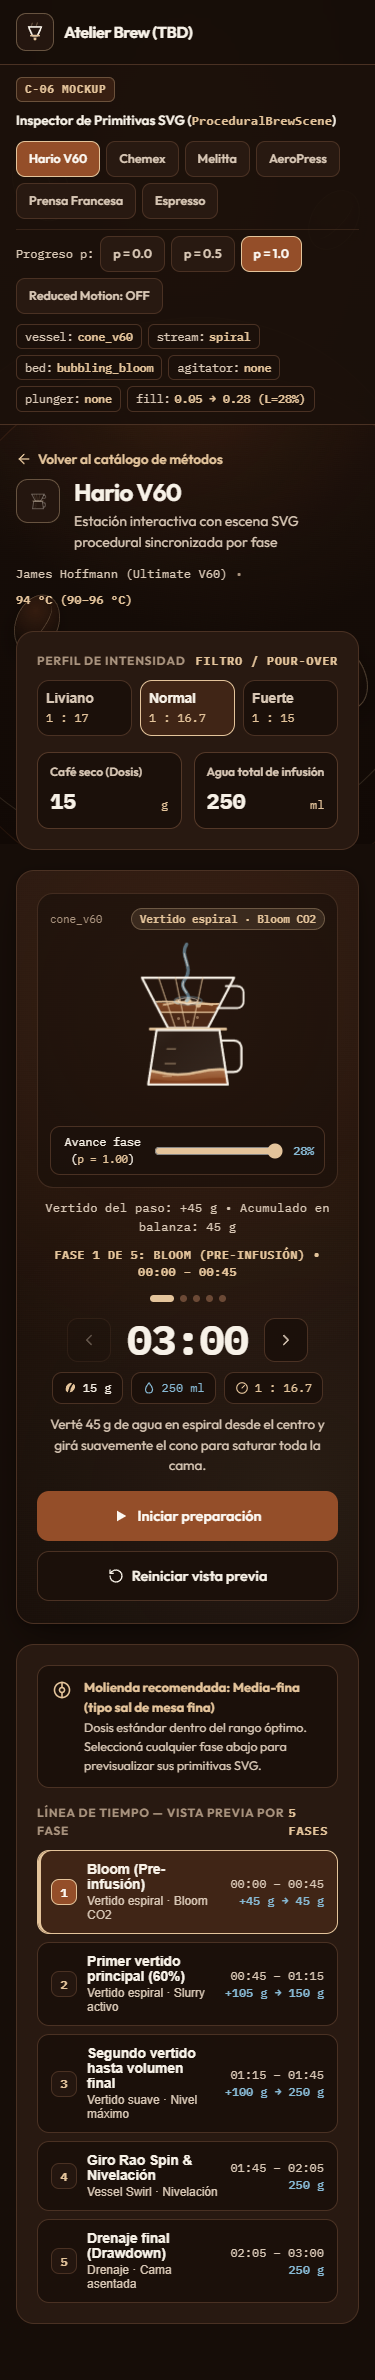 Atelier Brew (TBD)
C-06 MOCKUP
Inspector de Primitivas SVG (ProceduralBrewScene)
Hario V60
Chemex
Melitta
AeroPress
Prensa Francesa
Espresso
Progreso p:
p=0.0
p=0.5
p=1.0
Reduced Motion: OFF
vessel: cone_v60
stream: spiral
bed: bubbling_bloom
agitator: none
plunger: none
fill: 0.05 → 0.28 (L=28%)
← Volver al catálogo de métodos
Hario V60
Estación interactiva con escena SVG
procedural sincronizada por fase
James Hoffmann (Ultimate V60) •
94 °C (90–96 °C)
PERFIL DE INTENSIDAD
FILTRO / POUR-OVER
Liviano
1 : 17
Normal
1 : 16.7
Fuerte
1 : 15
Café seco (Dosis)
15 g
Agua total de infusión
250 ml
cone_v60
Vertido espiral · Bloom CO2
Avance fase
(p = 1.00)
28%
Vertido del paso: +45 g • Acumulado en
balanza: 45 g
FASE 1 DE 5: BLOOM (PRE-INFUSIÓN) •
00:00 – 00:45
03:00
15 g
250 ml
1 : 16.7
Verté 45 g de agua en espiral desde el centro y
girá suavemente el cono para saturar toda la
cama.
Iniciar preparación
Reiniciar vista previa
Molienda recomendada: Media-fina
(tipo sal de mesa fina)
Dosis estándar dentro del rango óptimo.
Seleccioná cualquier fase abajo para
previsualizar sus primitivas SVG.
LÍNEA DE TIEMPO — VISTA PREVIA POR
FASE
5
FASES
1
Bloom (Pre-
infusión)
Vertido espiral · Bloom
CO2
00:00 – 00:45
+45 g → 45 g
2
Primer vertido
principal (60%)
Vertido espiral · Slurry
activo
00:45 – 01:15
+105 g → 150 g
3
Segundo vertido
hasta volumen
final
Vertido suave · Nivel
máximo
01:15 – 01:45
+100 g → 250 g
4
Giro Rao Spin &
Nivelación
Vessel Swirl · Nivelación
01:45 – 02:05
250 g
5
Drenaje final
(Drawdown)
Drenaje · Cama
asentada
02:05 – 03:00
250 g